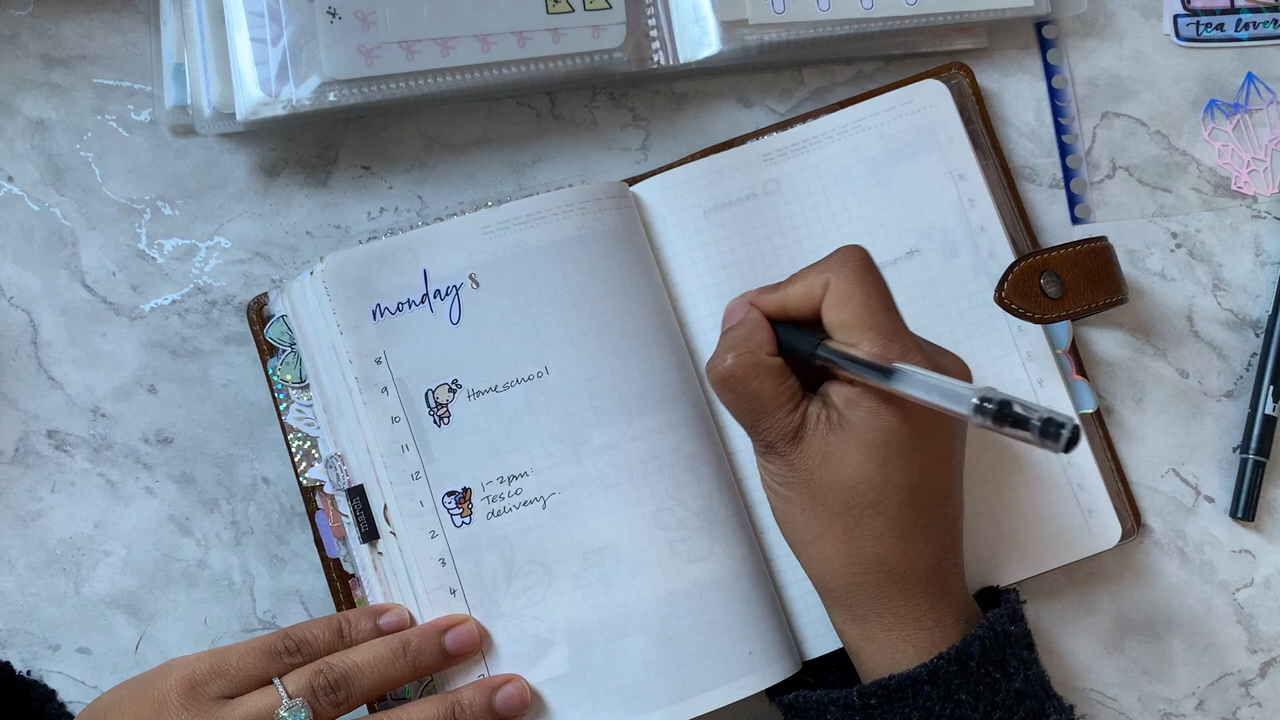 tea lover
monday 8
8
9
Homeschool
10
11
12
1-2pm:
1
Tesco
delivery.
2
3
4
march